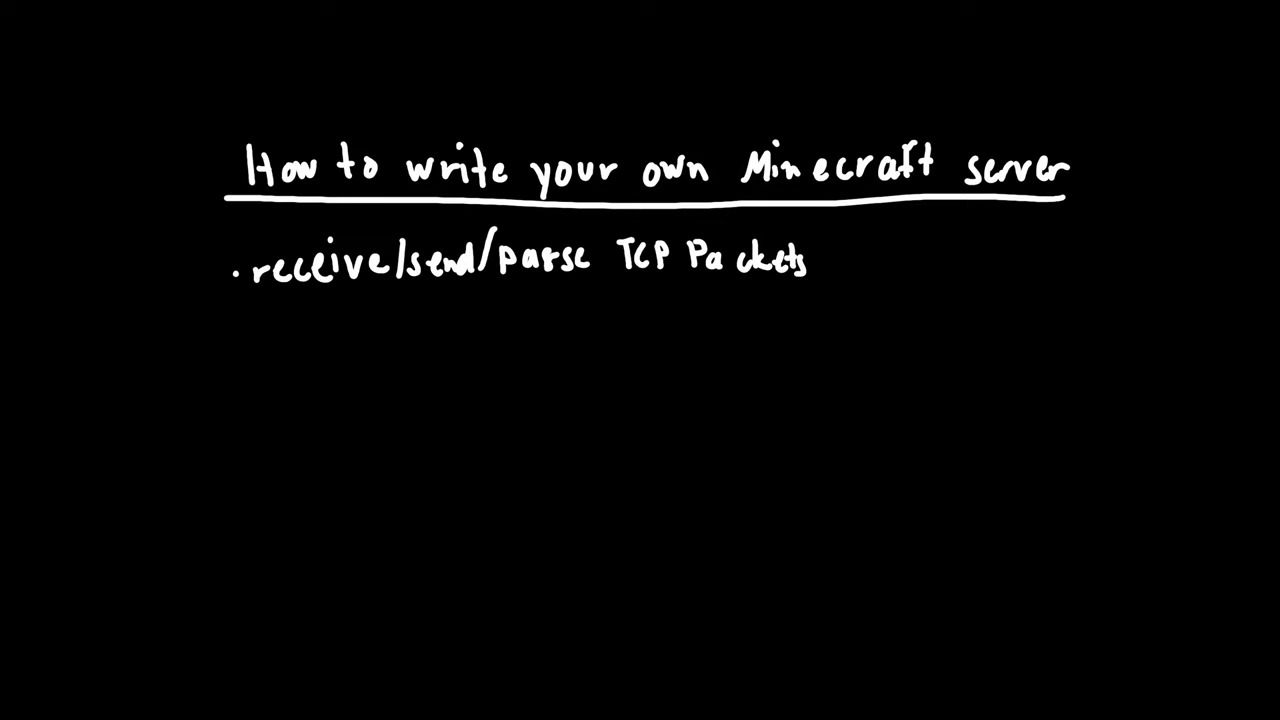 How to write your own Minecraft server
. receive/send/parse TCP Packets